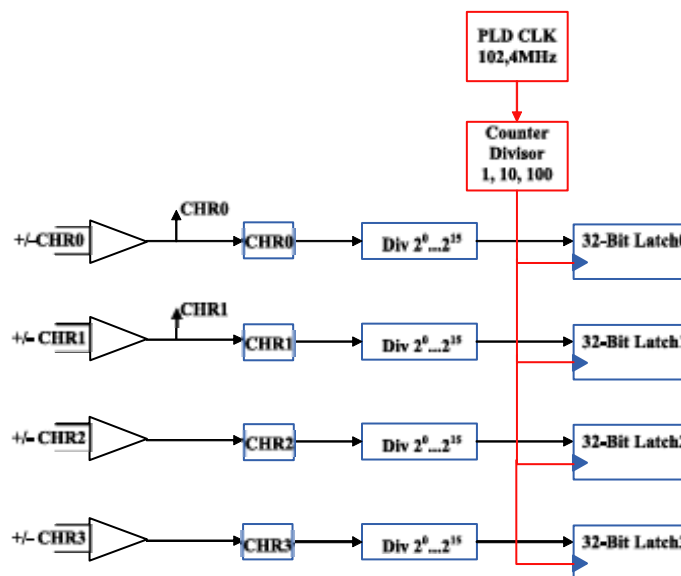 PLD CLK
102,4MHz
Counter
Divisor
1, 10, 100
CHR0
+/-CHR0
CHR0
Div 2⁰...2¹⁵
32-Bit Latch0
CHR1
+/- CHR1
CHR1
Div 2⁰...2¹⁵
32-Bit Latch1
+/- CHR2
CHR2
Div 2⁰...2¹⁵
32-Bit Latch2
+/- CHR3
CHR3
Div 2⁰...2¹⁵
32-Bit Latch3